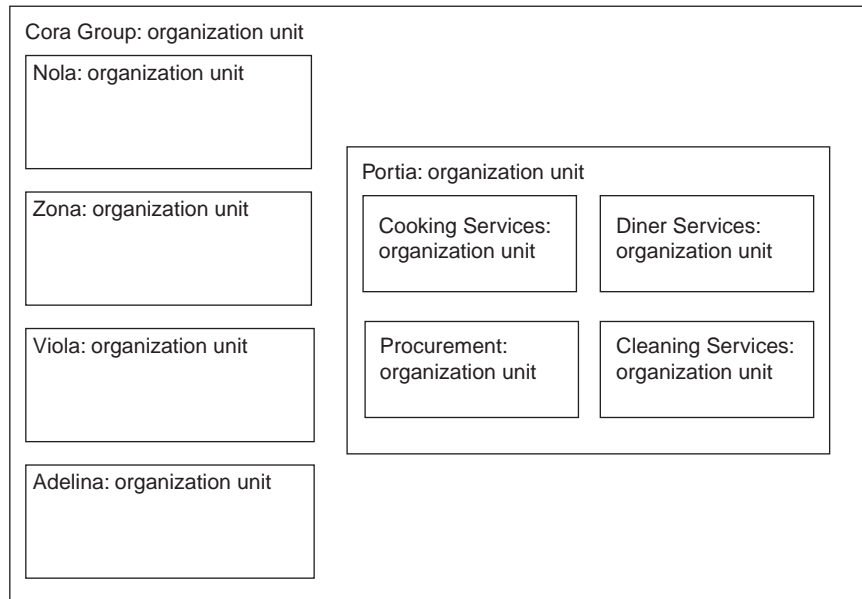 Cora Group: organization unit
Nola: organization unit
Zona: organization unit
Viola: organization unit
Adelina: organization unit
Portia: organization unit
Cooking Services:
organization unit
Diner Services:
organization unit
Procurement:
organization unit
Cleaning Services:
organization unit